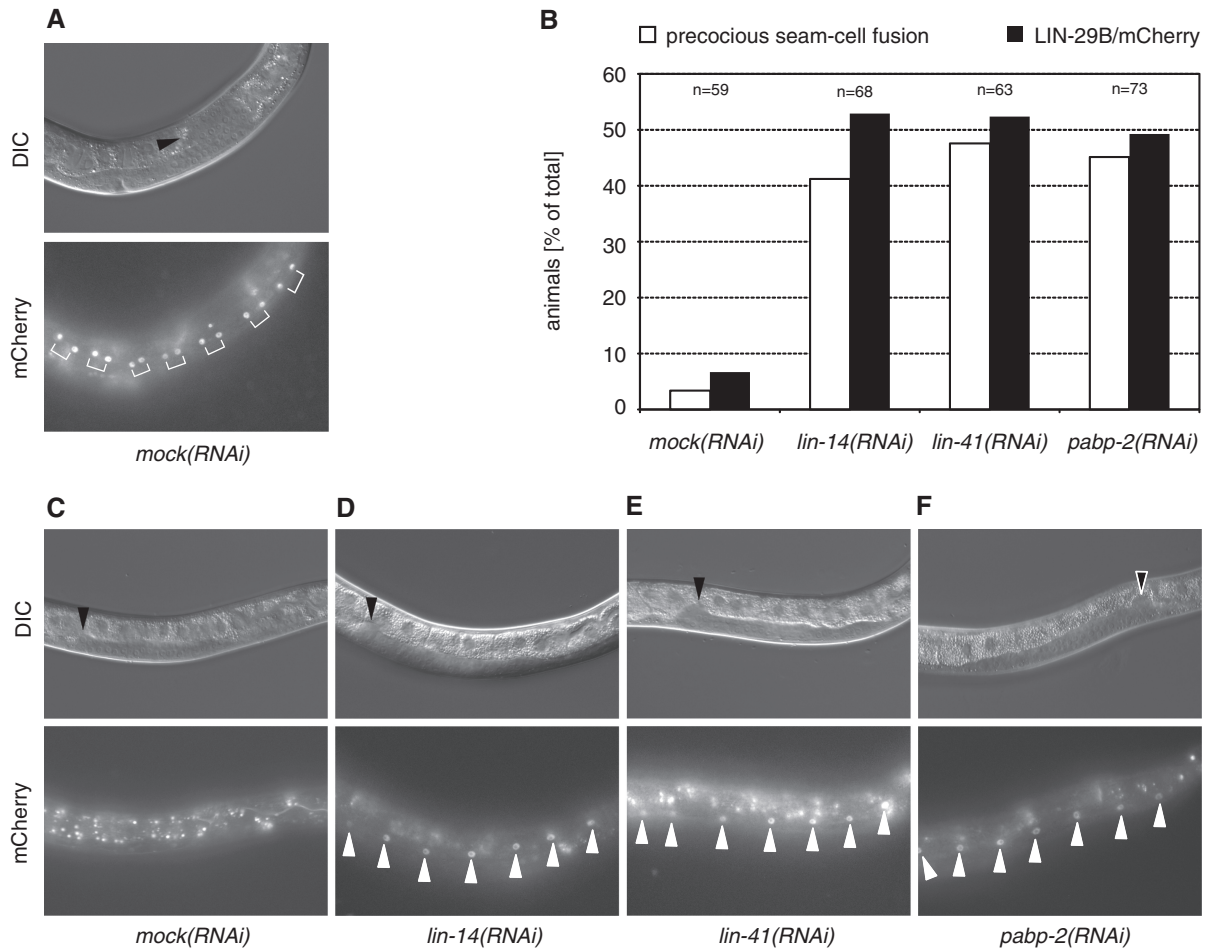 A
DIC
mCherry
mock(RNAi)
B
precocious seam-cell fusion
LIN-29B/mCherry
animals [% of total]
60
50
40
30
20
10
0
n=59
n=68
n=63
n=73
mock(RNAi)
lin-14(RNAi)
lin-41(RNAi)
pabp-2(RNAi)
C
D
E
F
DIC
mCherry
mock(RNAi)
lin-14(RNAi)
lin-41(RNAi)
pabp-2(RNAi)